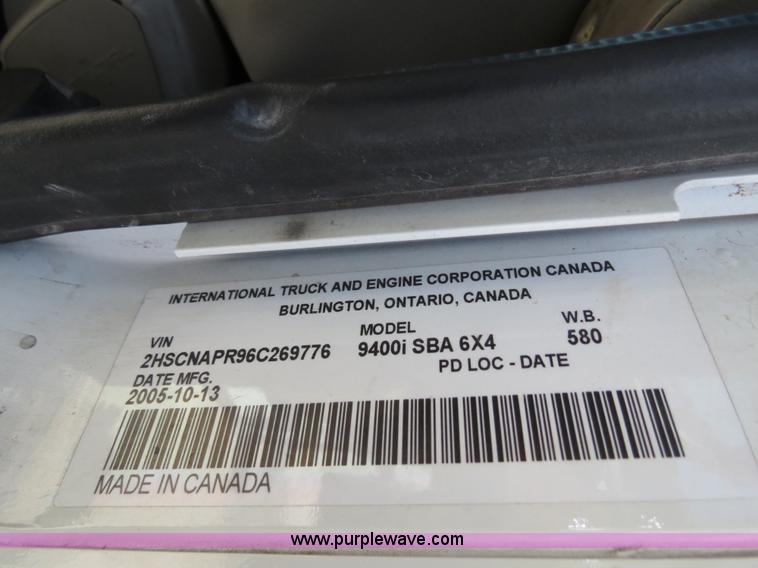 INTERNATIONAL TRUCK AND ENGINE CORPORATION CANADA
BURLINGTON, ONTARIO, CANADA
VIN MODEL W.B.
2HSCNAPR96C269776 9400i SBA 6X4 580
DATE MFG. PD LOC - DATE
2005-10-13
MADE IN CANADA
www.purplewave.com